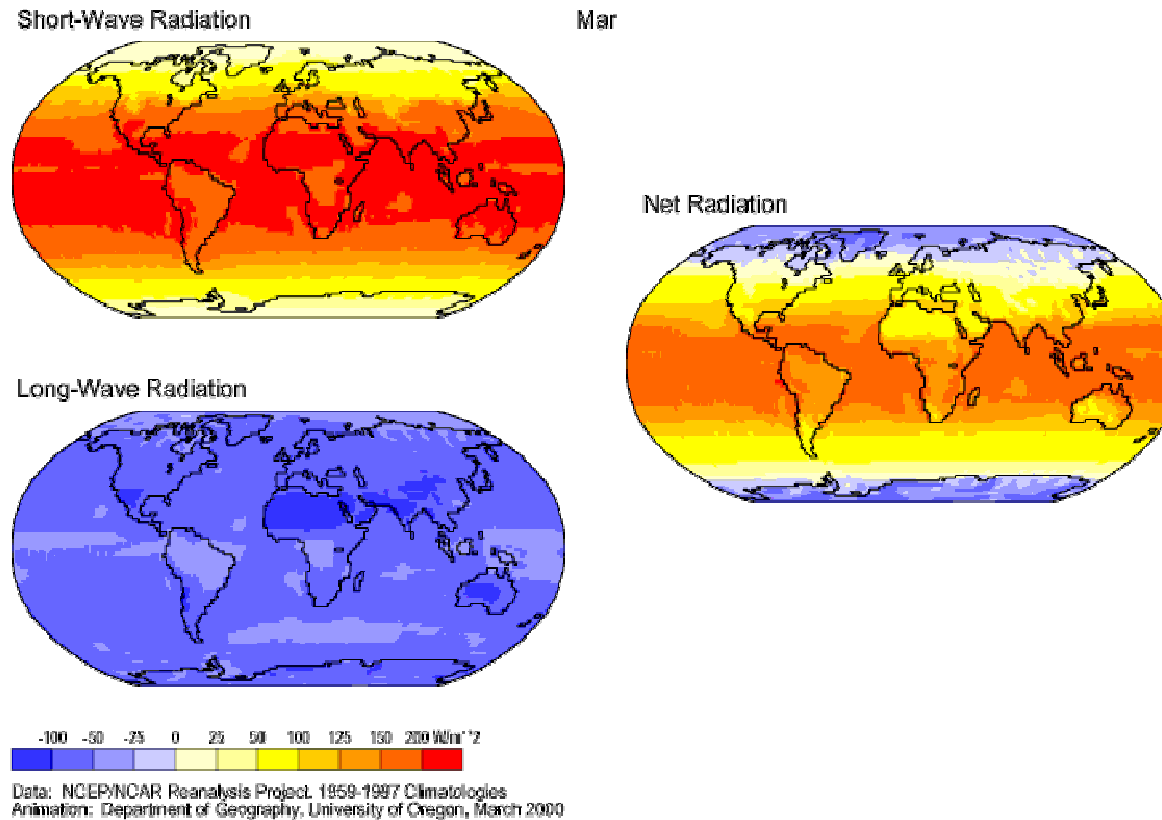 Short-Wave Radiation
Mar
Net Radiation
Long-Wave Radiation
-100 -50 -25 0 25 50 100 125 150 200 W/m**2
Data: NCEP/NCAR Reanalysis Project, 1959-1997 Climatologies
Animation: Department of Geography, University of Oregon, March 2000